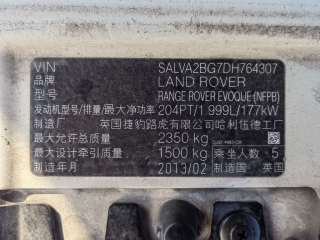 VIN SALVA2BG7DH764307
品牌 LAND ROVER
型号 RANGE ROVER EVOQUE (NFPB)
发动机型号/排量/最大净功率 204PT/1.999L/177kW
制造厂 英国捷豹路虎有限公司哈利伍德工厂
最大允许总质量 2350 kg
最大设计牵引质量 1500 kg 乘坐人数 5
制造年月 2013/02 制造国 英国